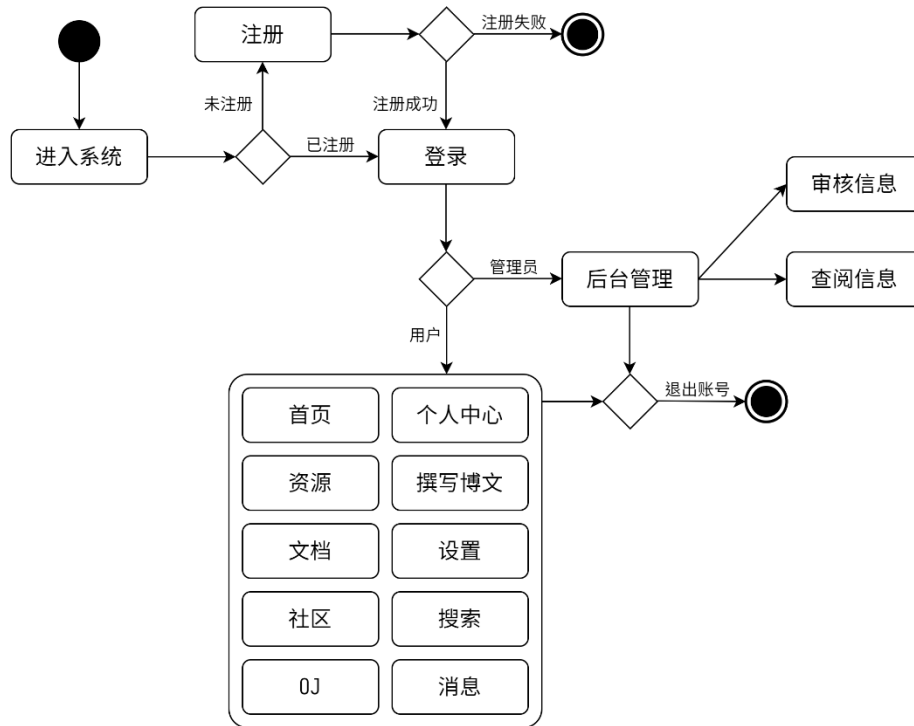 注册
注册失败
未注册
注册成功
进入系统
已注册
登录
审核信息
管理员
后台管理
查阅信息
用户
退出账号
首页
个人中心
资源
撰写博文
文档
设置
社区
搜索
OJ
消息